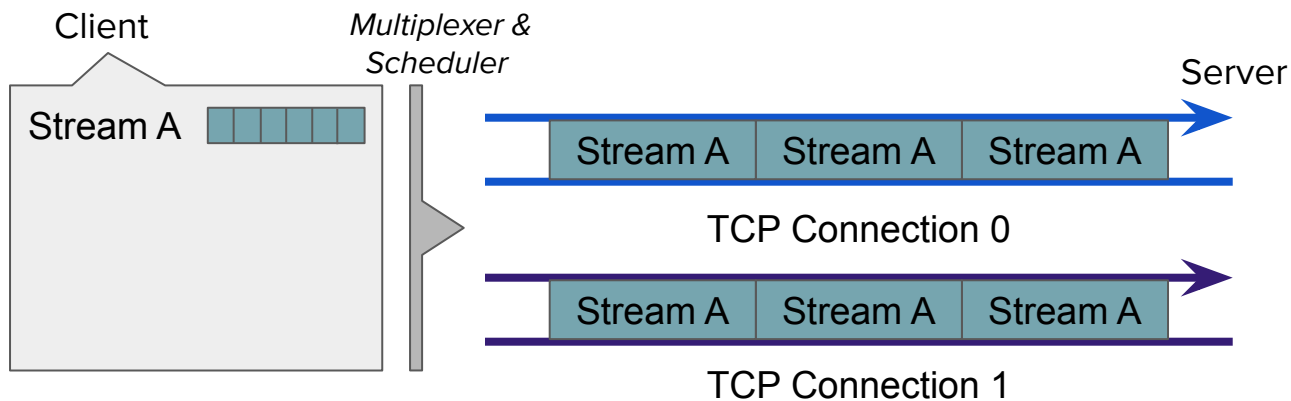 Client
Multiplexer &
Scheduler
Server
Stream A
Stream A Stream A Stream A
TCP Connection 0
Stream A Stream A Stream A
TCP Connection 1